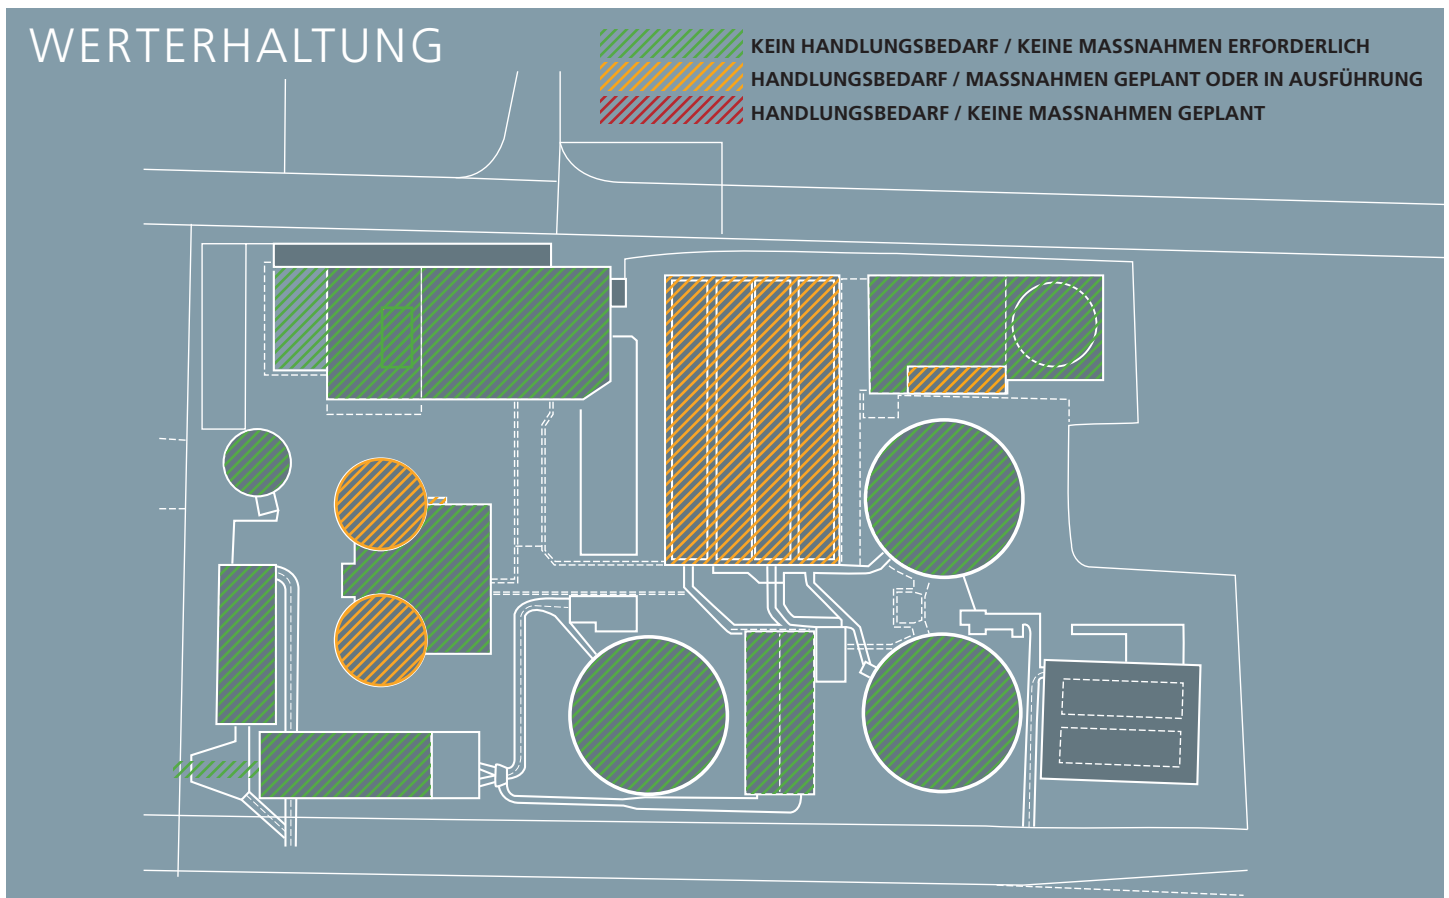 WERTERHALTUNG
KEIN HANDLUNGSBEDARF / KEINE MASSNAHMEN ERFORDERLICH
HANDLUNGSBEDARF / MASSNAHMEN GEPLANT ODER IN AUSFÜHRUNG
HANDLUNGSBEDARF / KEINE MASSNAHMEN GEPLANT